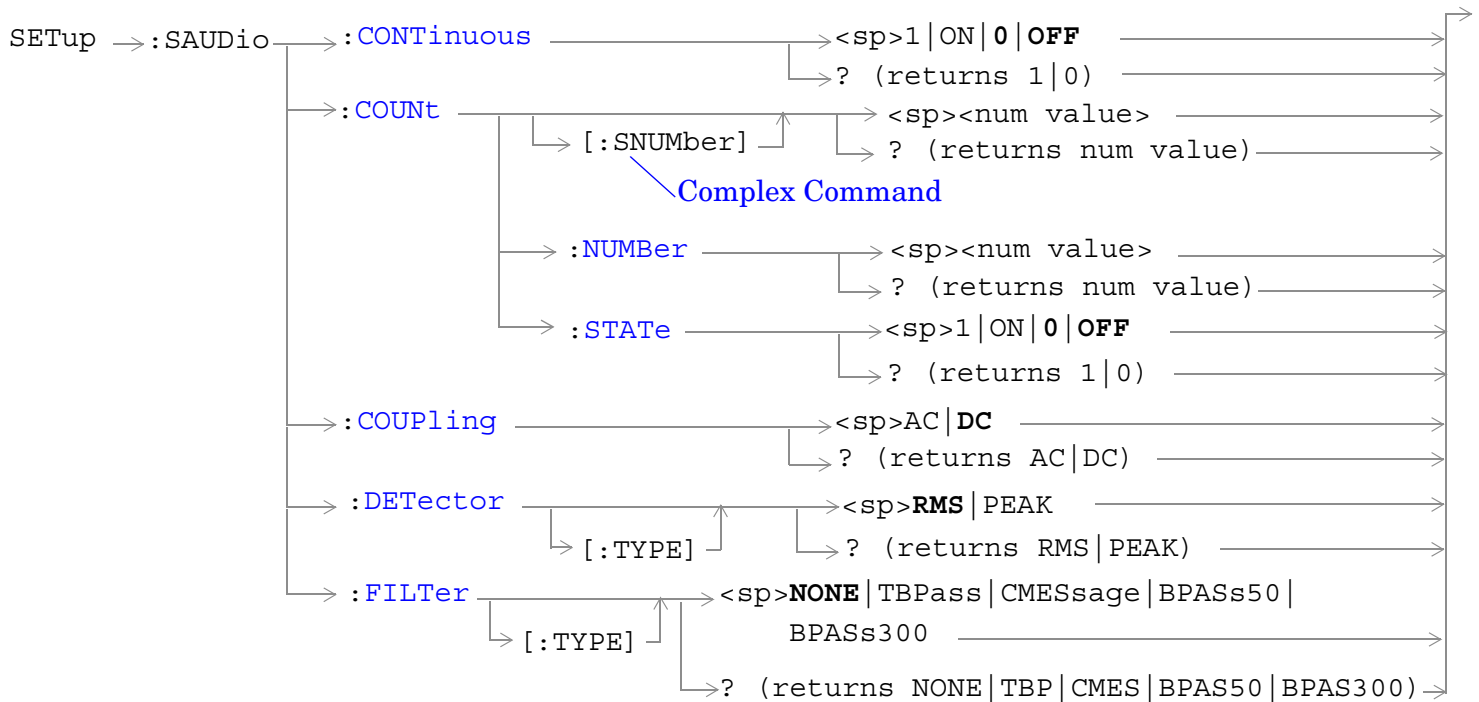 SETup :SAUDio :CONTinuous <sp>1|ON|0|OFF
? (returns 1|0)
:COUNt <sp><num value>
[:SNUMber] ? (returns num value)
Complex Command
:NUMBer <sp><num value>
? (returns num value)
:STATe <sp>1|ON|0|OFF
? (returns 1|0)
:COUPling <sp>AC|DC
? (returns AC|DC)
:DETector <sp>RMS|PEAK
[:TYPE] ? (returns RMS|PEAK)
:FILTer <sp>NONE|TBPass|CMESsage|BPASs50|
[:TYPE] BPASs300
? (returns NONE|TBP|CMES|BPAS50|BPAS300)